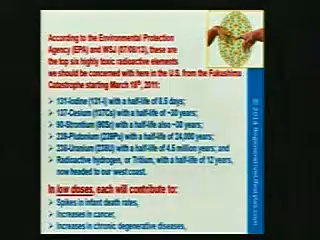 According to the Environmental Protection
Agency (EPA) and WSJ (07/08/13), these are
the top six highly toxic radioactive elements
we should be concerned with here in the U.S. from the Fukushima
Catastrophe starting March 19th, 2011:
131-Iodine (131-I) with a half-life of 8.5 days;
137-Cesium (137Cs) with a half-life of ~30 years;
90-Strontium (90Sr) with a half-life also ~30 years;
239-Plutonium (239Pu) with a half-life of 24,000 years;
238-Uranium (238U) with a half-life of 4.5 million years; and
Radioactive hydrogen, or Tritium, with a half-life of 12 years,
now headed to our west coast.
In low doses, each will contribute to:
Spikes in infant death rates,
Increases in cancer,
Increases in chronic degenerative diseases,